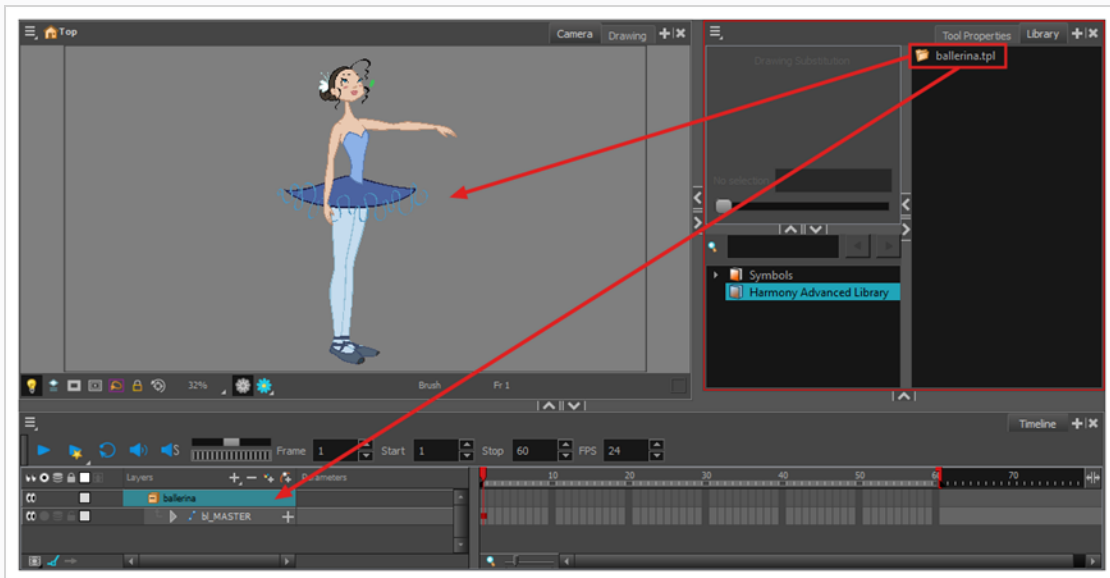 Top
Camera Drawing
Tool Properties Library
Drawing Substitution
ballerina.tpl
No selection
Symbols
Harmony Advanced Library
32% Brush Fr 1
Timeline
S Frame 1 Start 1 Stop 60 FPS 24
Layers Parameters 10 20 30 40 50 60 70
ballerina
bl_MASTER